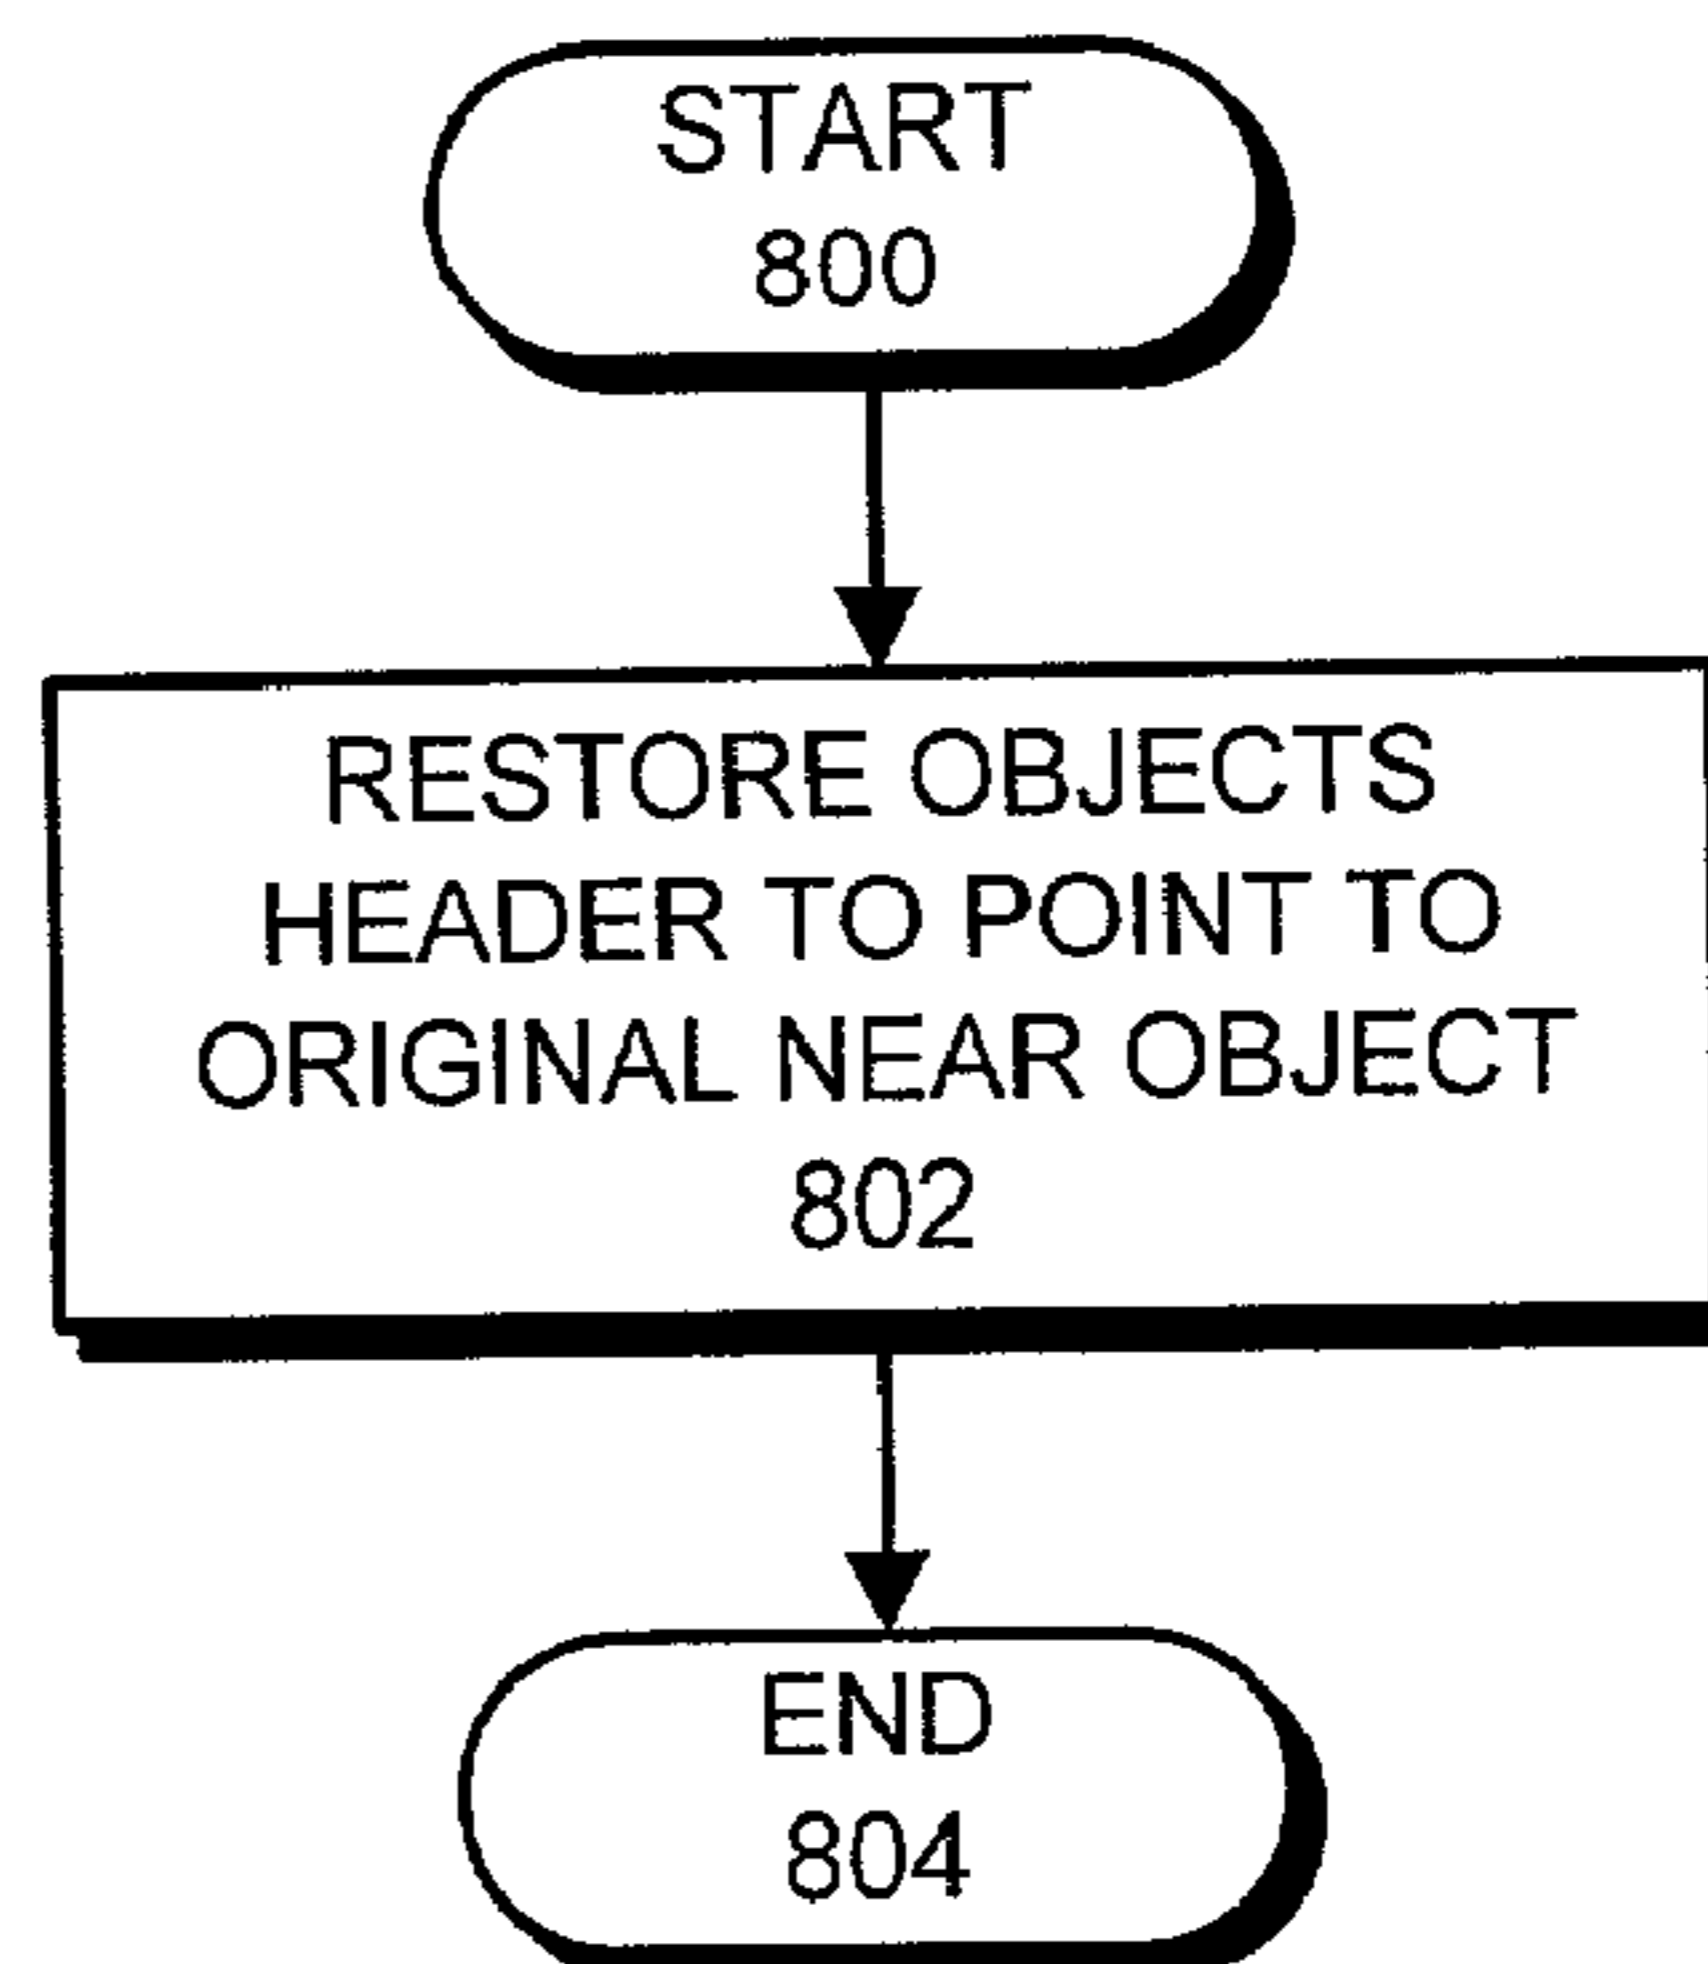 START
800
RESTORE OBJECTS
HEADER TO POINT TO
ORIGINAL NEAR OBJECT
802
END
804